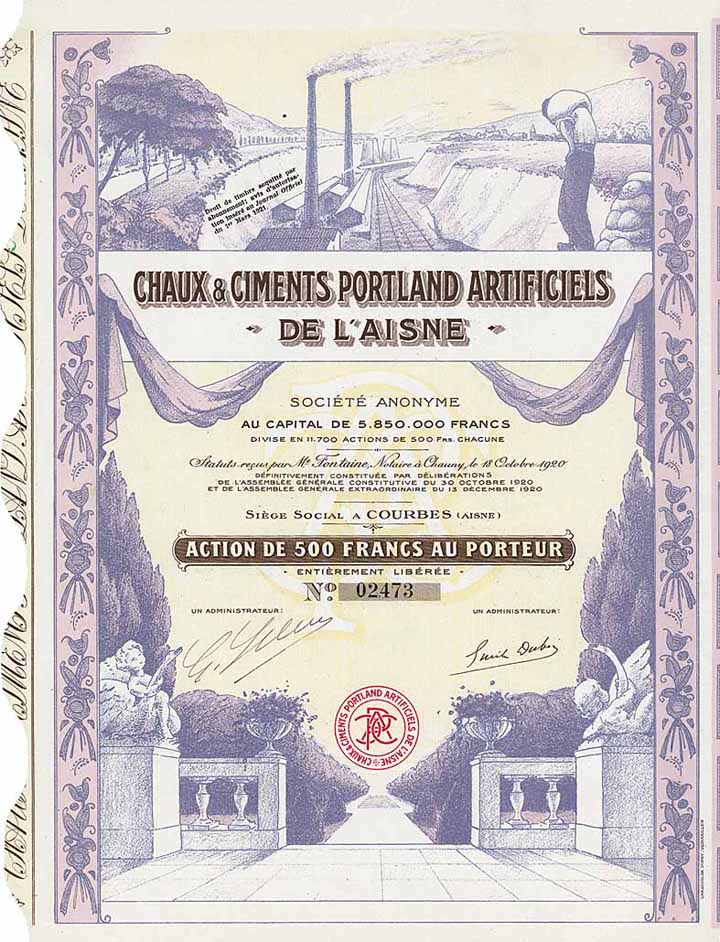 Droit de timbre acquitté par
abonnement; avis d'autorisa-
tion inséré au Journal Officiel
du 1er Mars 1921.
CHAUX & CIMENTS PORTLAND ARTIFICIELS
DE L'AISNE
SOCIÉTÉ ANONYME
AU CAPITAL DE 5.850.000 FRANCS
DIVISÉ EN 11.700 ACTIONS DE 500 FRS. CHACUNE
Statuts reçus par Me Fontaine, Notaire à Chauny, le 18 Octobre 1920
DÉFINITIVEMENT CONSTITUÉE PAR DÉLIBÉRATIONS
DE L'ASSEMBLÉE GÉNÉRALE CONSTITUTIVE DU 30 OCTOBRE 1920
ET DE L'ASSEMBLÉE GÉNÉRALE EXTRAORDINAIRE DU 13 DÉCEMBRE 1920
SIÈGE SOCIAL A COURBES (AISNE)
ACTION DE 500 FRANCS AU PORTEUR
- ENTIÈREMENT LIBÉRÉE -
No. 02473
UN ADMINISTRATEUR:
UN ADMINISTRATEUR:
CHAUX & CIMENTS PORTLAND ARTIFICIELS DE L'AISNE